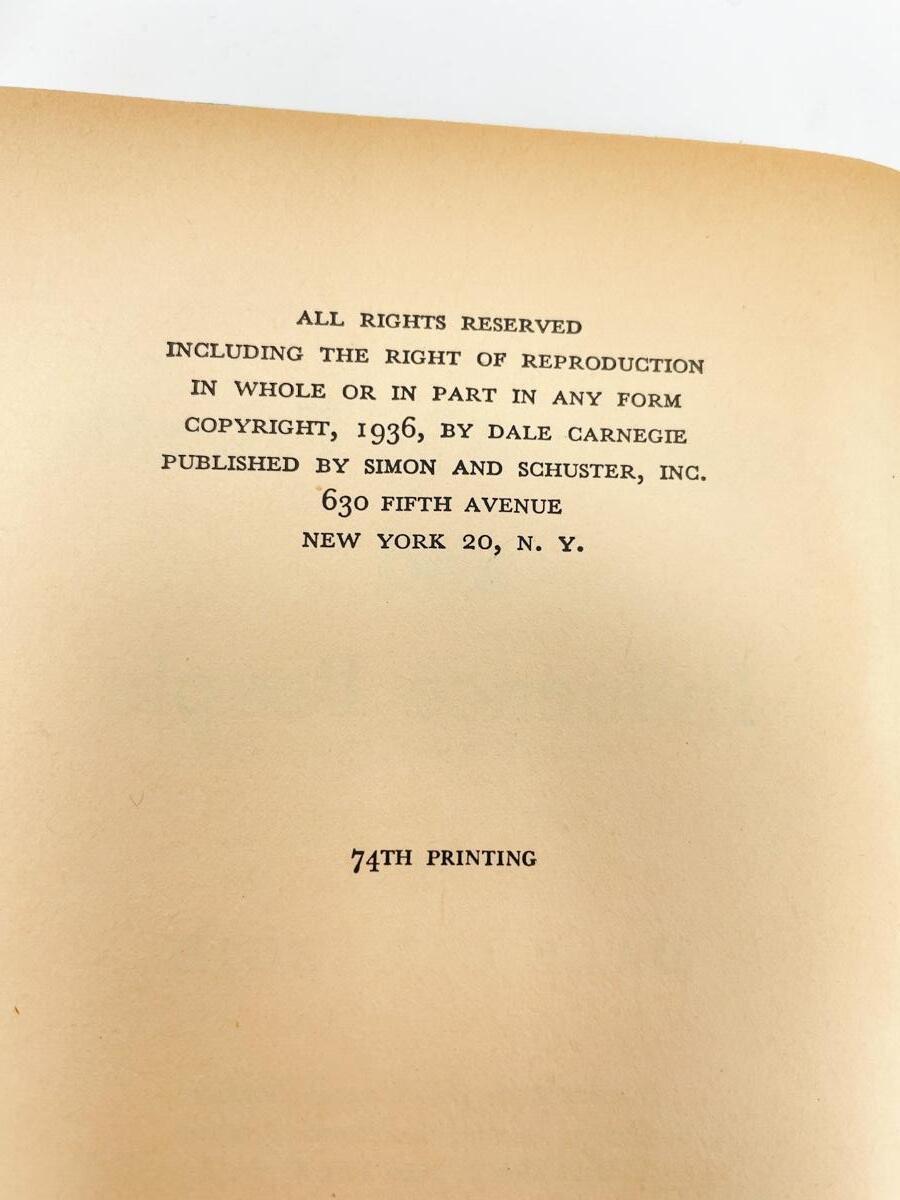 ALL RIGHTS RESERVED
INCLUDING THE RIGHT OF REPRODUCTION
IN WHOLE OR IN PART IN ANY FORM
COPYRIGHT, 1936, BY DALE CARNEGIE
PUBLISHED BY SIMON AND SCHUSTER, INC.
630 FIFTH AVENUE
NEW YORK 20, N. Y.
74TH PRINTING